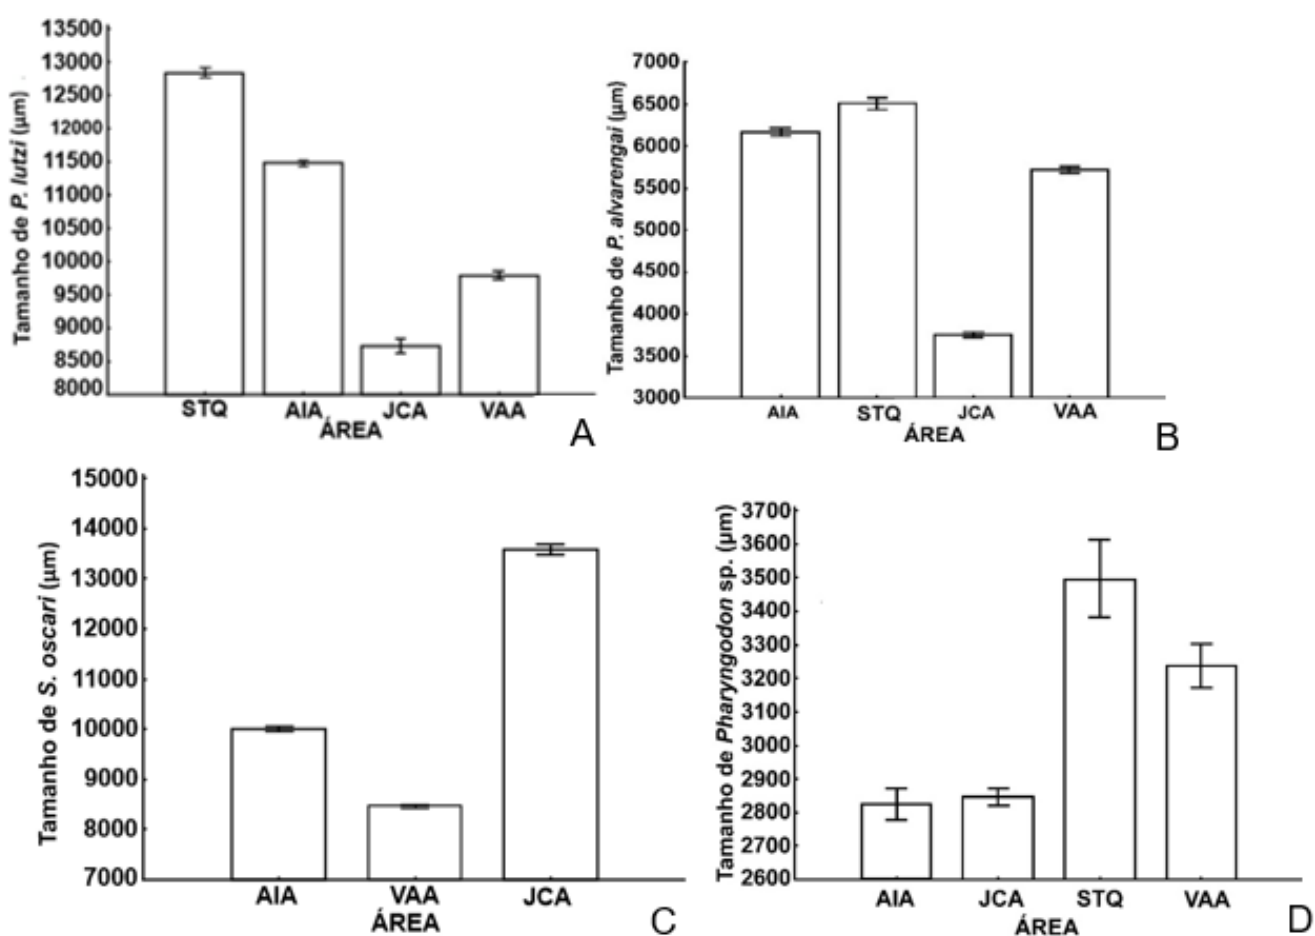 Tamanho de P. lutzi (µm)
13500
13000
12500
12000
11500
11000
10500
10000
9500
9000
8500
8000
STQ AIA JCA VAA
ÁREA
A
Tamanho de P. alvarengai (µm)
7000
6500
6000
5500
5000
4500
4000
3500
3000
AIA STQ JCA VAA
ÁREA
B
Tamanho de S. oscari (µm)
15000
14000
13000
12000
11000
10000
9000
8000
7000
AIA VAA JCA
ÁREA
C
Tamanho de Pharyngodon sp. (µm)
3700
3600
3500
3400
3300
3200
3100
3000
2900
2800
2700
2600
AIA JCA STQ VAA
ÁREA
D